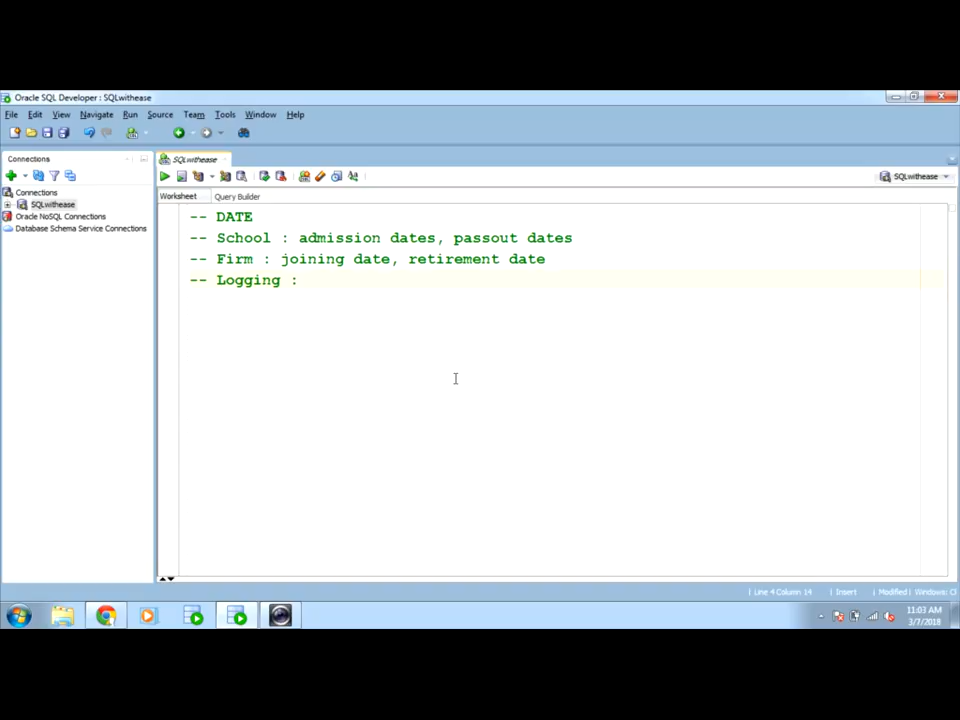 Oracle SQL Developer : SQLwithease
File Edit View Navigate Run Source Team Tools Window Help
Connections
SQLwithease
SQLwithease
Connections
SQLwithease
Oracle NoSQL Connections
Database Schema Service Connections
Worksheet Query Builder
-- DATE
-- School : admission dates, passout dates
-- Firm : joining date, retirement date
-- Logging :
Line 4 Column 14 Insert Modified Windows: C
11:03 AM
3/7/2018